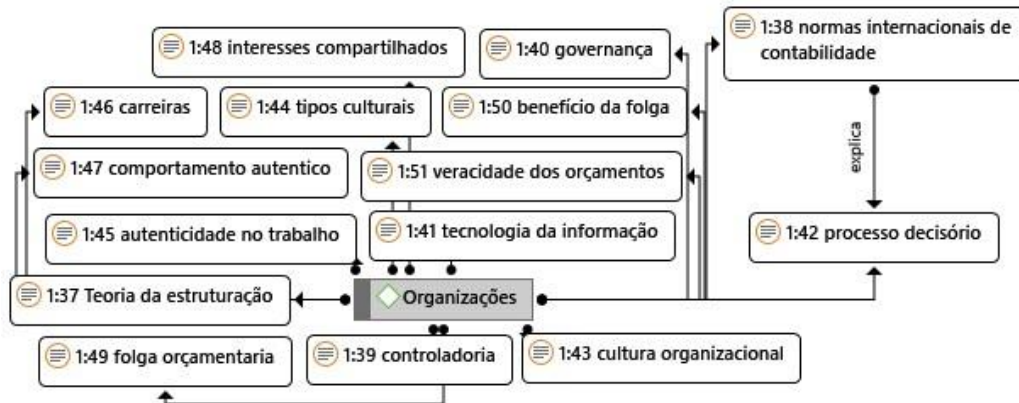 1:38 normas internacionais de
contabilidade
1:48 interesses compartilhados
1:40 governança
1:46 carreiras
1:44 tipos culturais
1:50 benefício da folga
explica
1:47 comportamento autentico
1:51 veracidade dos orçamentos
1:45 autenticidade no trabalho
1:41 tecnologia da informação
1:42 processo decisório
1:37 Teoria da estruturação
Organizações
1:49 folga orçamentaria
1:39 controladoria
1:43 cultura organizacional